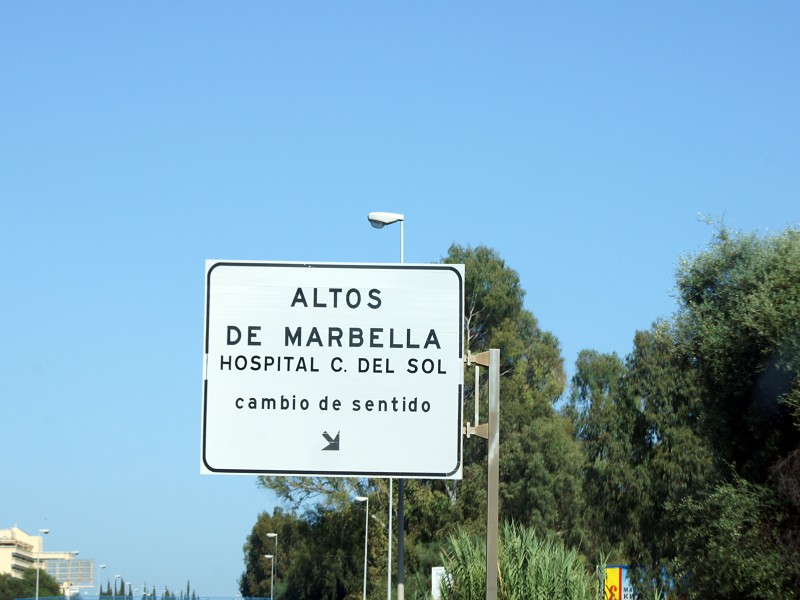 ALTOS
DE MARBELLA
HOSPITAL C. DEL SOL
cambio de sentido